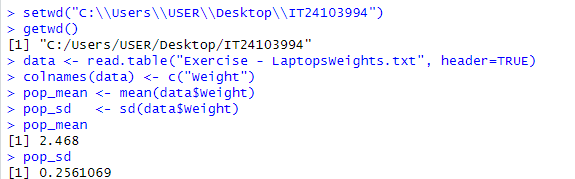 > setwd("C:\\Users\\USER\\Desktop\\IT24103994")
> getwd()
[1] "C:/Users/USER/Desktop/IT24103994"
> data <- read.table("Exercise - LaptopsWeights.txt", header=TRUE)
> colnames(data) <- c("Weight")
> pop_mean <- mean(data$Weight)
> pop_sd   <- sd(data$Weight)
> pop_mean
[1] 2.468
> pop_sd
[1] 0.2561069